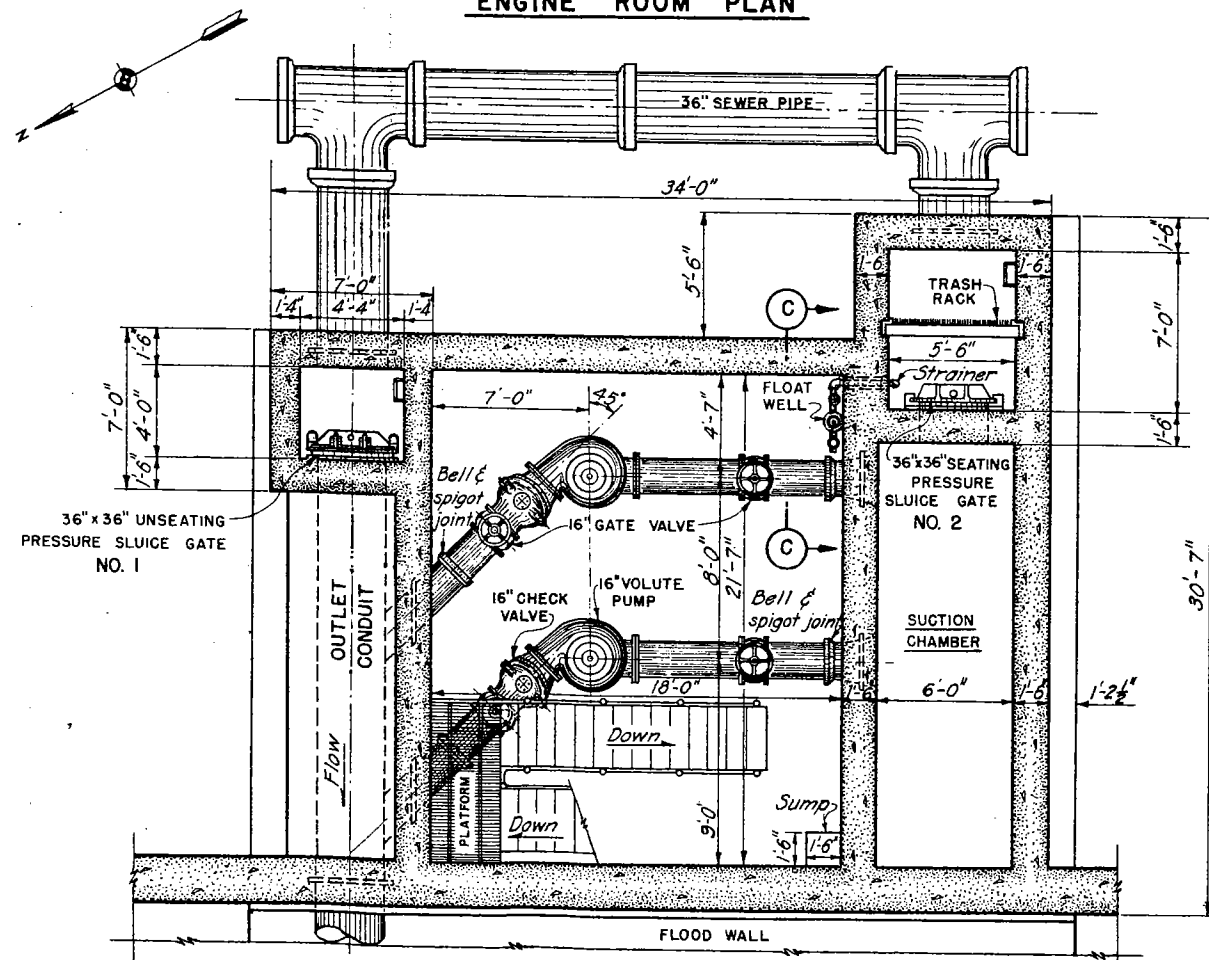 ENGINE ROOM PLAN
N
36" SEWER PIPE
34'-0"
7'-0"
1'-4"
4'-4"
1'-4"
5'-6"
1'-6"
1-6"
1-6"
TRASH
RACK
7'-0"
C
1'-6"
7'-0"
4'-0"
1'-6"
5'-6"
Strainer
FLOAT
WELL
7'-0"
45°
4'-7"
1'-6"
Bell &
spigot
joint
16" GATE VALVE
36"x36" SEATING
PRESSURE
SLUICE GATE
NO. 2
36" x 36" UNSEATING
PRESSURE SLUICE GATE
NO. 1
C
8'-0"
21'-7"
30'-7"
OUTLET
CONDUIT
16" CHECK
VALVE
16" VOLUTE
PUMP
Bell &
spigot joint
SUCTION
CHAMBER
18'-0"
1'-6"
6'-0"
1'-6"
1'-2½"
Flow
Down
PLATFORM
Down
9'-0"
Sump
1'-6"
1'-6"
FLOOD WALL